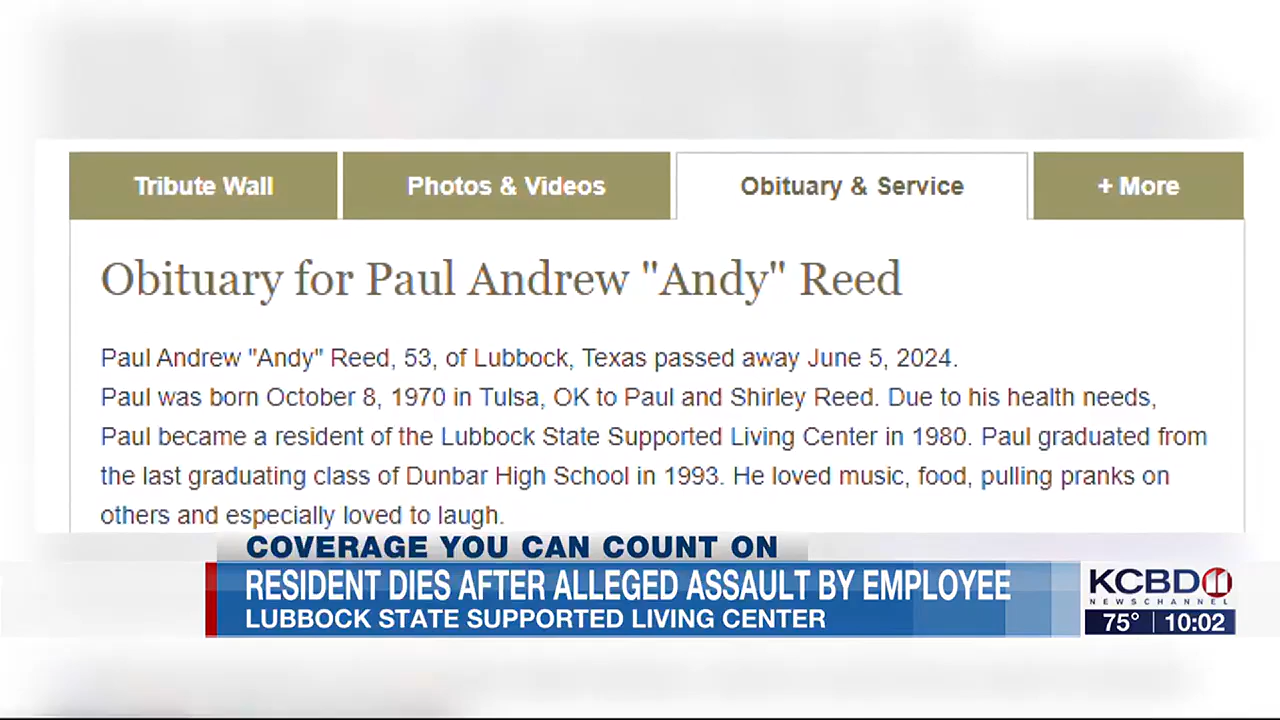 Tribute Wall
Photos & Videos
Obituary & Service
+ More
Obituary for Paul Andrew "Andy" Reed
Paul Andrew "Andy" Reed, 53, of Lubbock, Texas passed away June 5, 2024.
Paul was born October 8, 1970 in Tulsa, OK to Paul and Shirley Reed. Due to his health needs,
Paul became a resident of the Lubbock State Supported Living Center in 1980. Paul graduated from
the last graduating class of Dunbar High School in 1993. He loved music, food, pulling pranks on
others and especially loved to laugh.
COVERAGE YOU CAN COUNT ON
RESIDENT DIES AFTER ALLEGED ASSAULT BY EMPLOYEE
LUBBOCK STATE SUPPORTED LIVING CENTER
KCBD 11
NEWSCHANNEL
75° 10:02